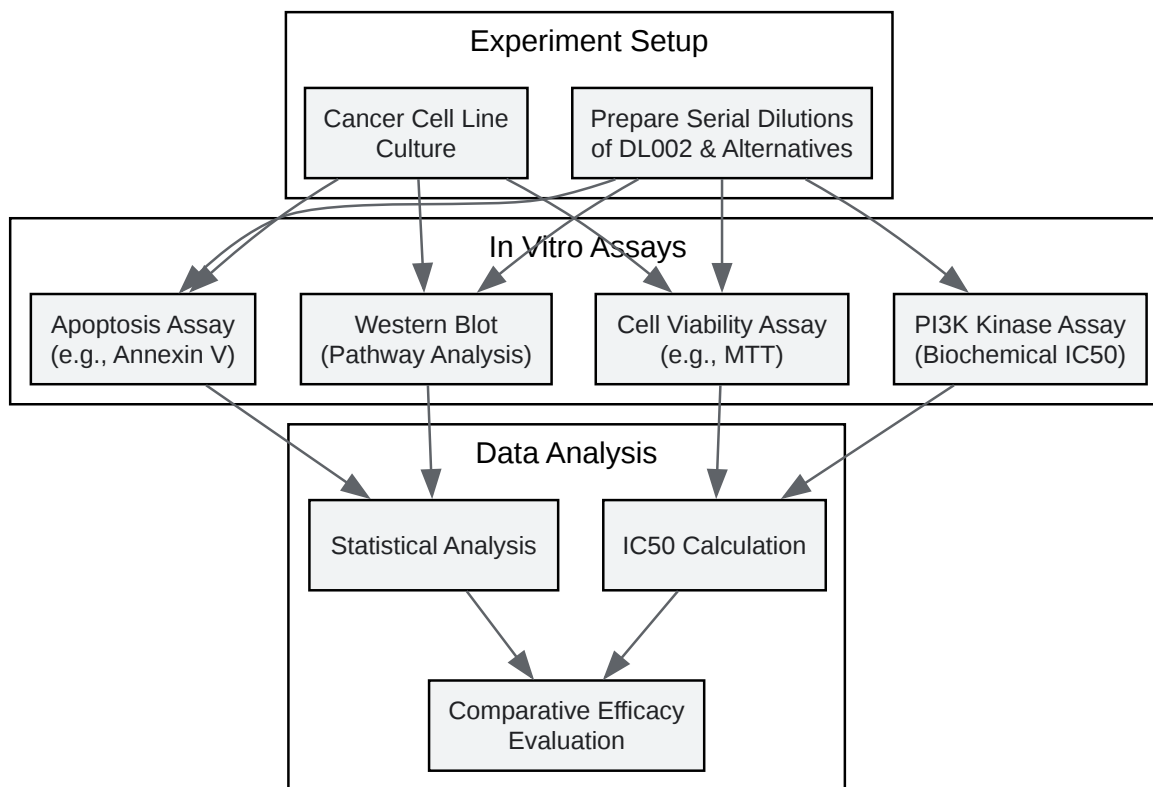 Experiment Setup
Cancer Cell Line
Culture
Prepare Serial Dilutions
of DL002 & Alternatives
In Vitro Assays
Apoptosis Assay
(e.g., Annexin V)
Western Blot
(Pathway Analysis)
Cell Viability Assay
(e.g., MTT)
PI3K Kinase Assay
(Biochemical IC50)
Data Analysis
Statistical Analysis
IC50 Calculation
Comparative Efficacy
Evaluation